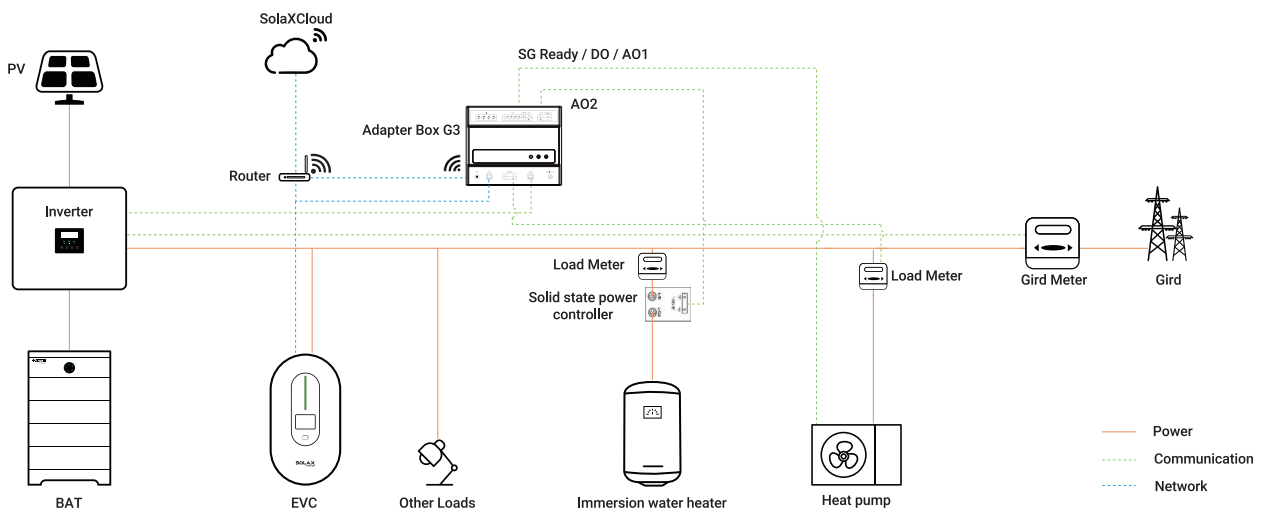 SolaXCloud
PV
SG Ready / DO / AO1
AO2
Adapter Box G3
Router
Inverter
Load Meter
Load Meter
Gird Meter
Gird
Solid state power
controller
SOLAX
BAT
EVC
Other Loads
Immersion water heater
Heat pump
Power
Communication
Network